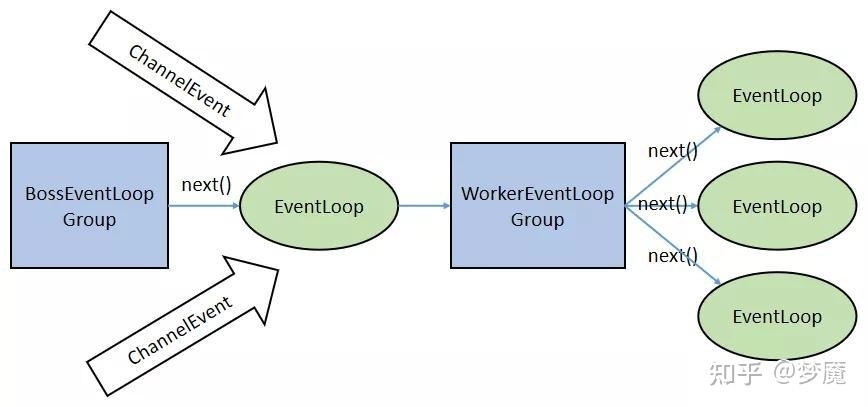 ChannelEvent
BossEventLoop
Group
next()
EventLoop
ChannelEvent
WorkerEventLoop
Group
next()
EventLoop
next()
EventLoop
next()
EventLoop
知乎 @梦魇